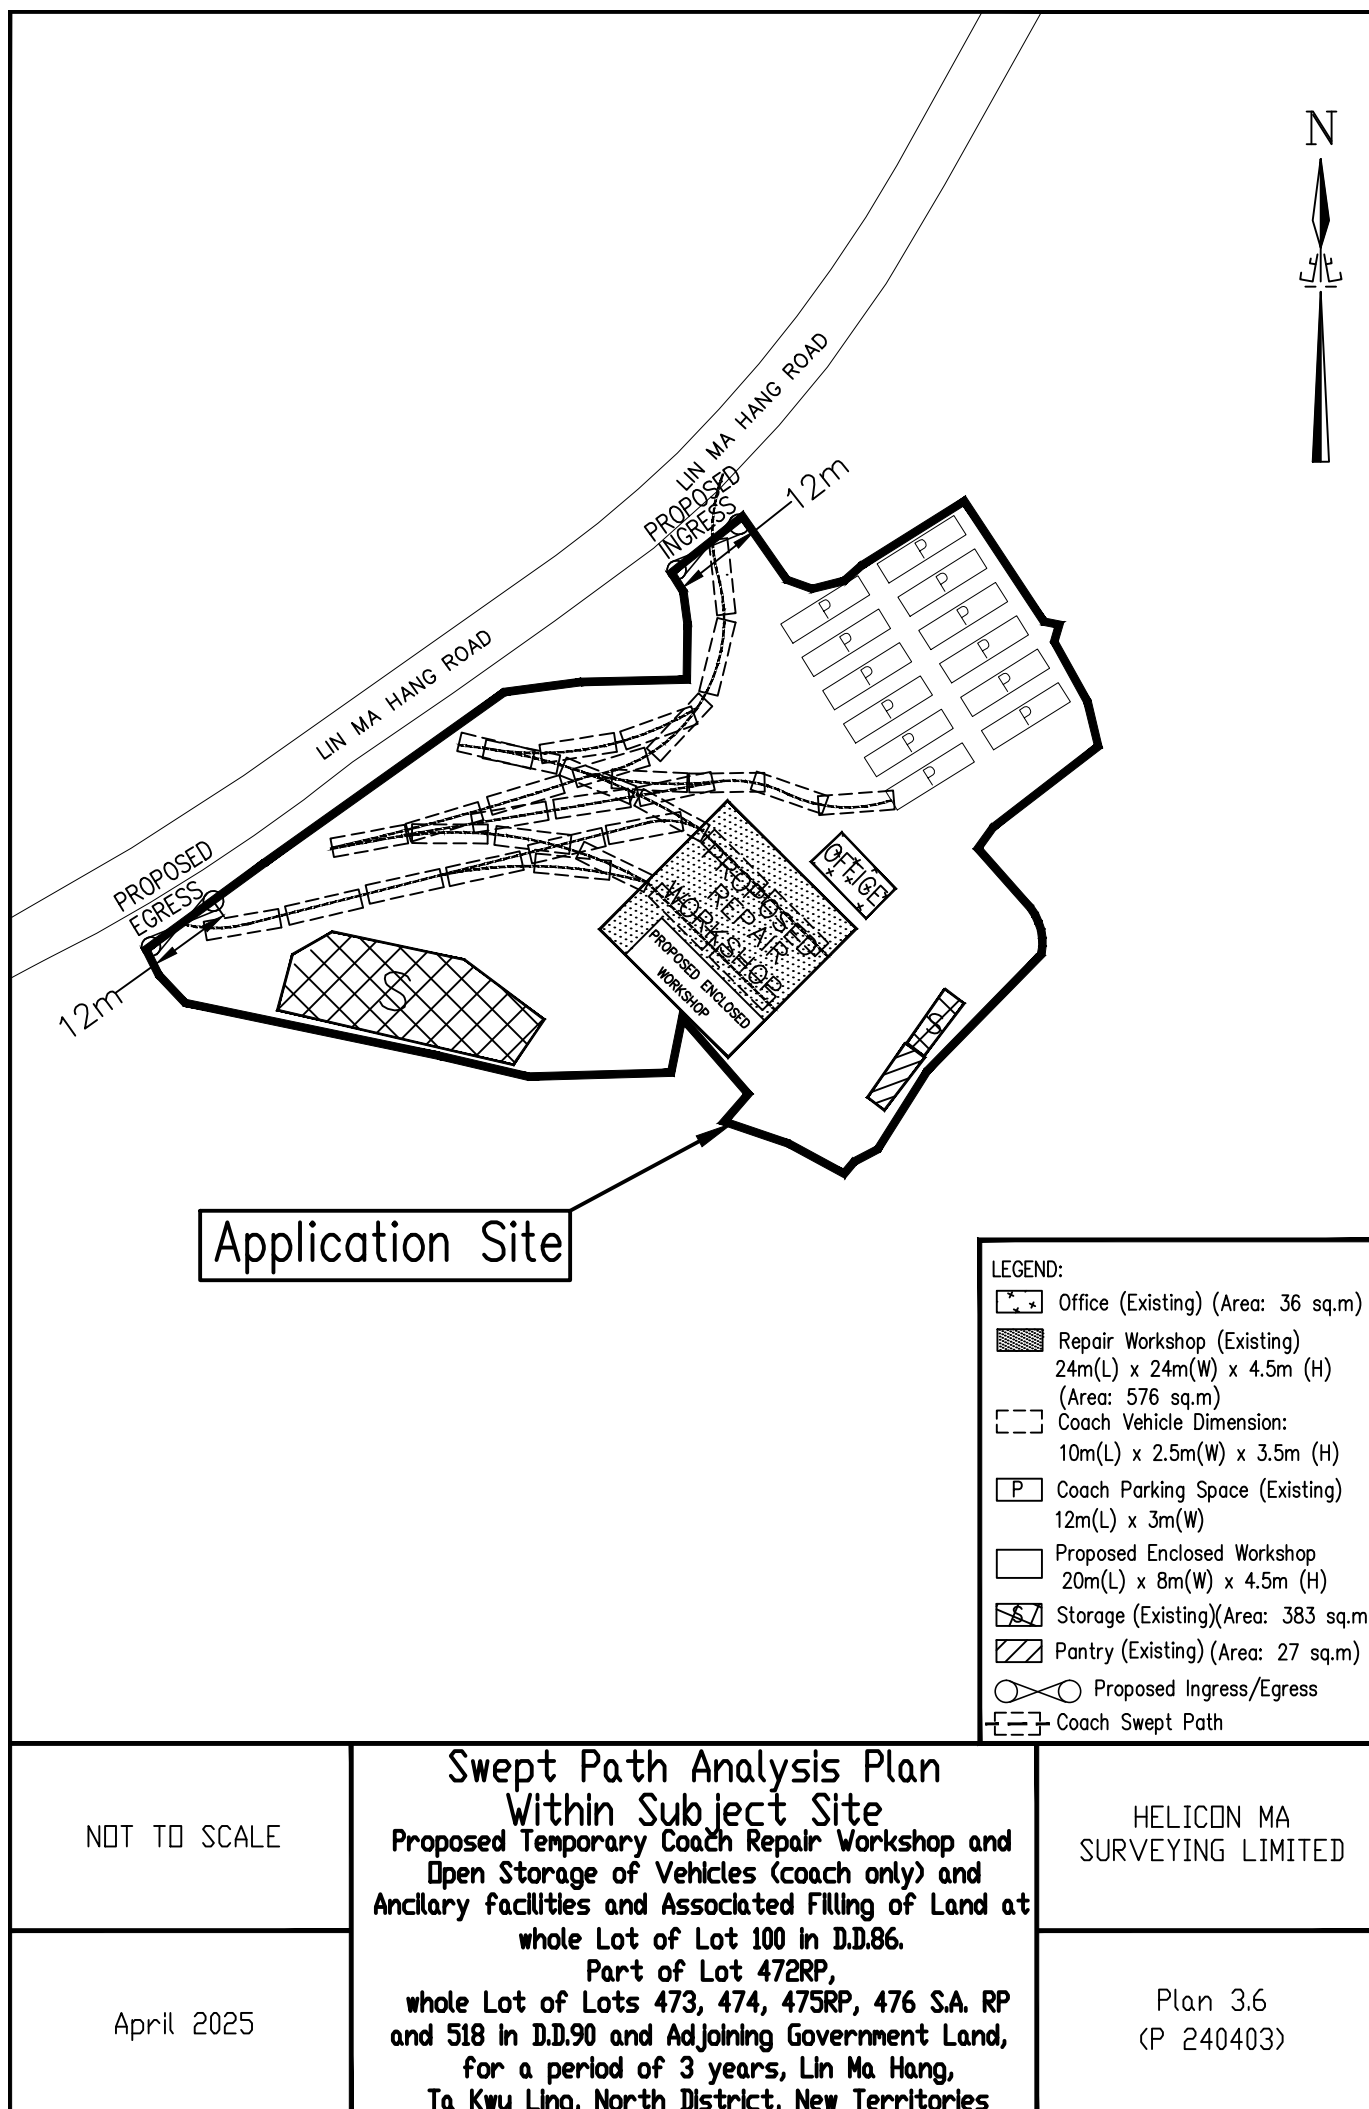 N
LIN MA HANG ROAD
PROPOSED
INGRESS
12m
P
P
P
P
P
P
P
P
P
P
P
P
LIN MA HANG ROAD
PROPOSED
EGRESS
12m
OFFICE
PROPOSED
REPAIR
WORKSHOP
PROPOSED ENCLOSED
WORKSHOP
S
S
Application Site
LEGEND:
Office (Existing) (Area: 36 sq.m)
Repair Workshop (Existing)
24m(L) x 24m(W) x 4.5m (H)
(Area: 576 sq.m)
Coach Vehicle Dimension:
10m(L) x 2.5m(W) x 3.5m (H)
P Coach Parking Space (Existing)
12m(L) x 3m(W)
Proposed Enclosed Workshop
20m(L) x 8m(W) x 4.5m (H)
S Storage (Existing)(Area: 383 sq.m
Pantry (Existing) (Area: 27 sq.m)
Proposed Ingress/Egress
Coach Swept Path
NOT TO SCALE
April 2025
Swept Path Analysis Plan
Within Subject Site
Proposed Temporary Coach Repair Workshop and
Open Storage of Vehicles (coach only) and
Ancilary facilities and Associated Filling of Land at
whole Lot of Lot 100 in D.D.86.
Part of Lot 472RP,
whole Lot of Lots 473, 474, 475RP, 476 S.A. RP
and 518 in D.D.90 and Adjoining Government Land,
for a period of 3 years, Lin Ma Hang,
Ta Kwu Ling, North District, New Territories
HELICON MA
SURVEYING LIMITED
Plan 3.6
(P 240403)